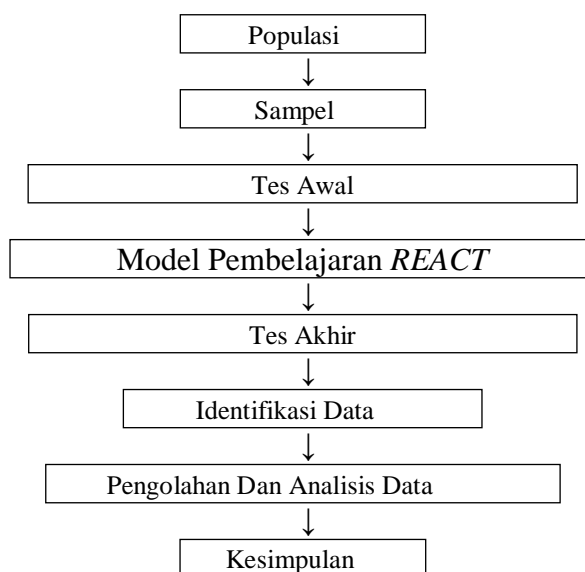 Populasi
Sampel
Tes Awal
Model Pembelajaran REACT
Tes Akhir
Identifikasi Data
Pengolahan Dan Analisis Data
Kesimpulan